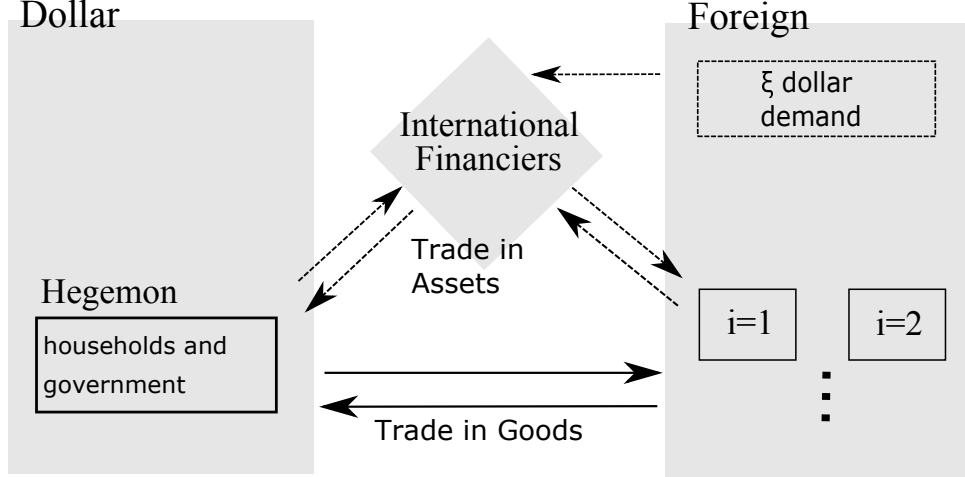 Dollar
Foreign
ξ dollar
demand
International
Financiers
Trade in
Assets
Hegemon
households and
government
i=1
i=2
Trade in Goods